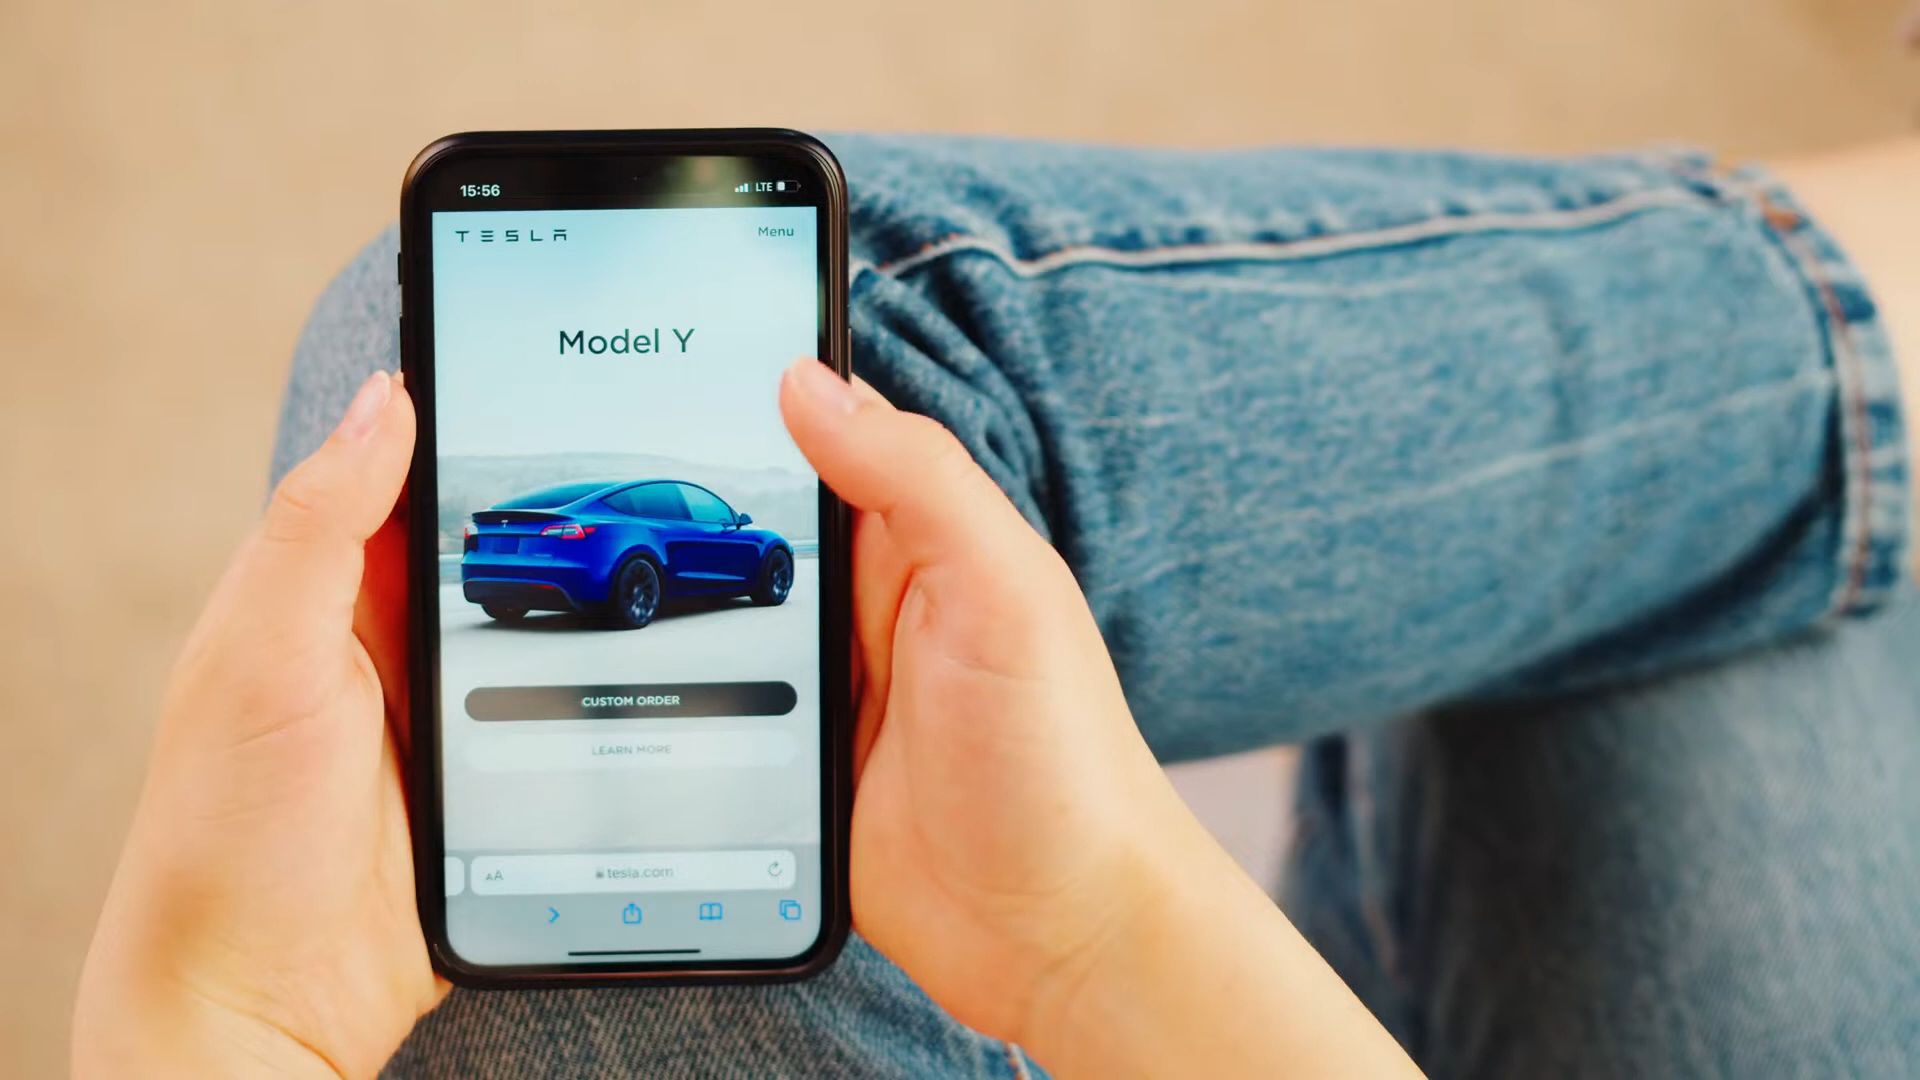 15:56
LTE
TESLA
Menu
Model Y
CUSTOM ORDER
LEARN MORE
AA
tesla.com